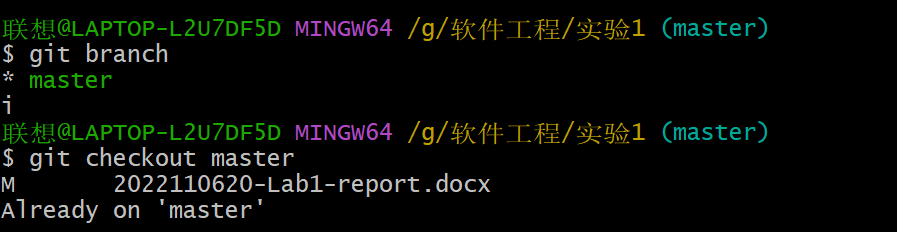 联想@LAPTOP-L2U7DF5D MINGW64 /g/软件工程/实验1 (master)
$ git branch
* master
i
联想@LAPTOP-L2U7DF5D MINGW64 /g/软件工程/实验1 (master)
$ git checkout master
M       2022110620-Lab1-report.docx
Already on 'master'